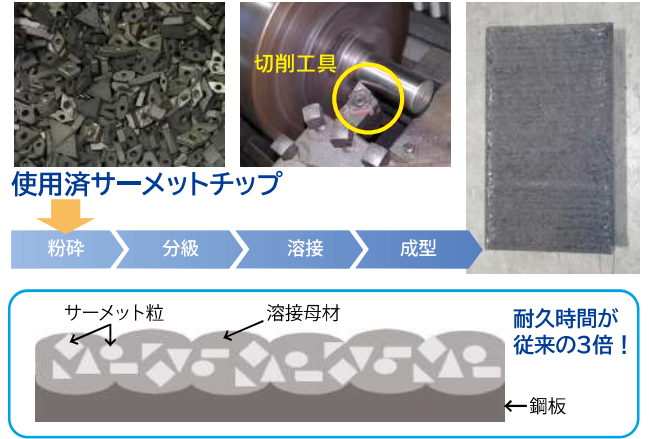 切削工具
使用済サーメットチップ
粉砕
分級
溶接
成型
サーメット粒
溶接母材
耐久時間が
従来の3倍！
鋼板